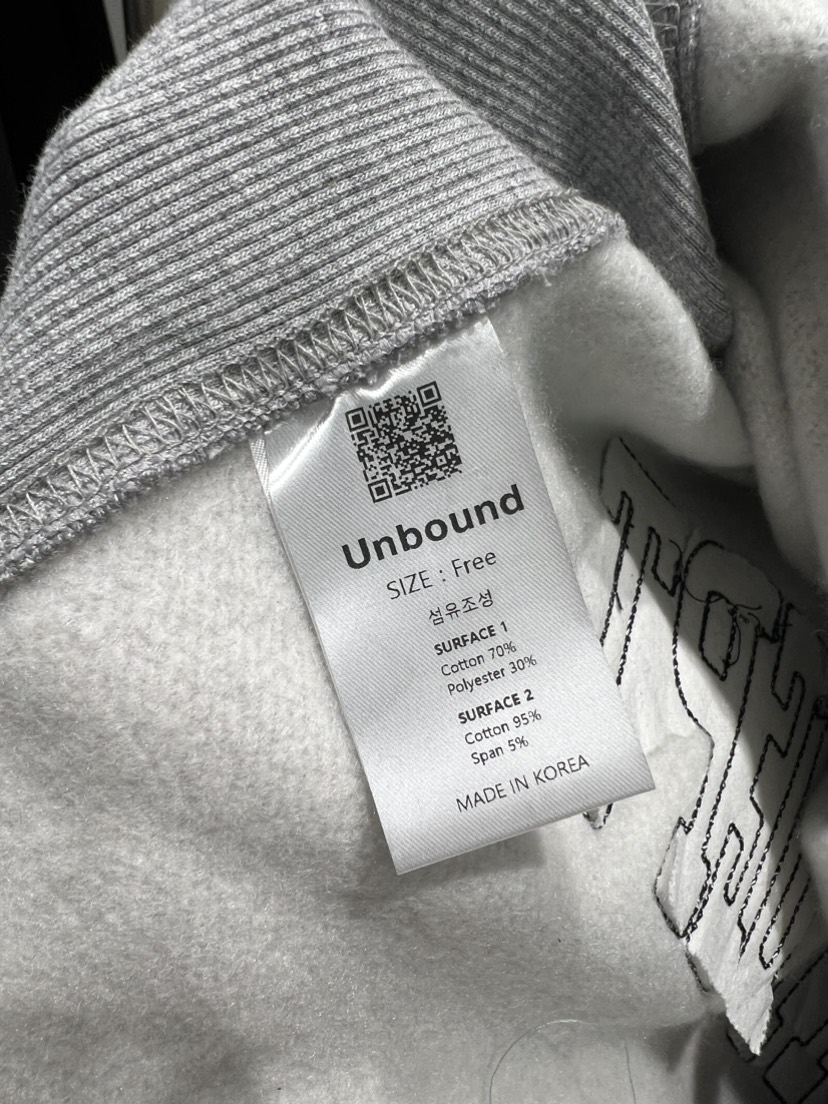 Unbound
SIZE : Free
섬유조성
SURFACE 1
Cotton 70%
Polyester 30%
SURFACE 2
Cotton 95%
Span 5%
MADE IN KOREA